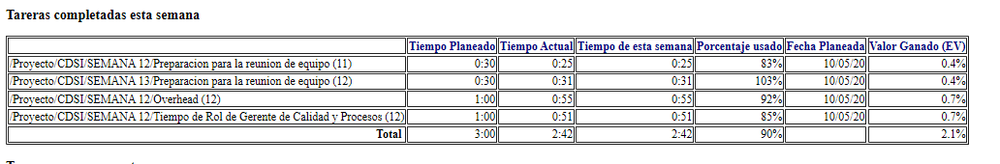 Tareras completadas esta semana
Tiempo Planeado Tiempo Actual Tiempo de esta semana Porcentaje usado Fecha Planeada Valor Ganado (EV)
/Proyecto/CDSI/SEMANA 12/Preparacion para la reunion de equipo (11) 0:30 0:25 0:25 83% 10/05/20 0.4%
/Proyecto/CDSI/SEMANA 13/Preparacion para la reunion de equipo (12) 0:30 0:31 0:31 103% 10/05/20 0.4%
/Proyecto/CDSI/SEMANA 12/Overhead (12) 1:00 0:55 0:55 92% 10/05/20 0.7%
/Proyecto/CDSI/SEMANA 12/Tiempo de Rol de Gerente de Calidad y Procesos (12) 1:00 0:51 0:51 85% 10/05/20 0.7%
Total 3:00 2:42 2:42 90% 2.1%